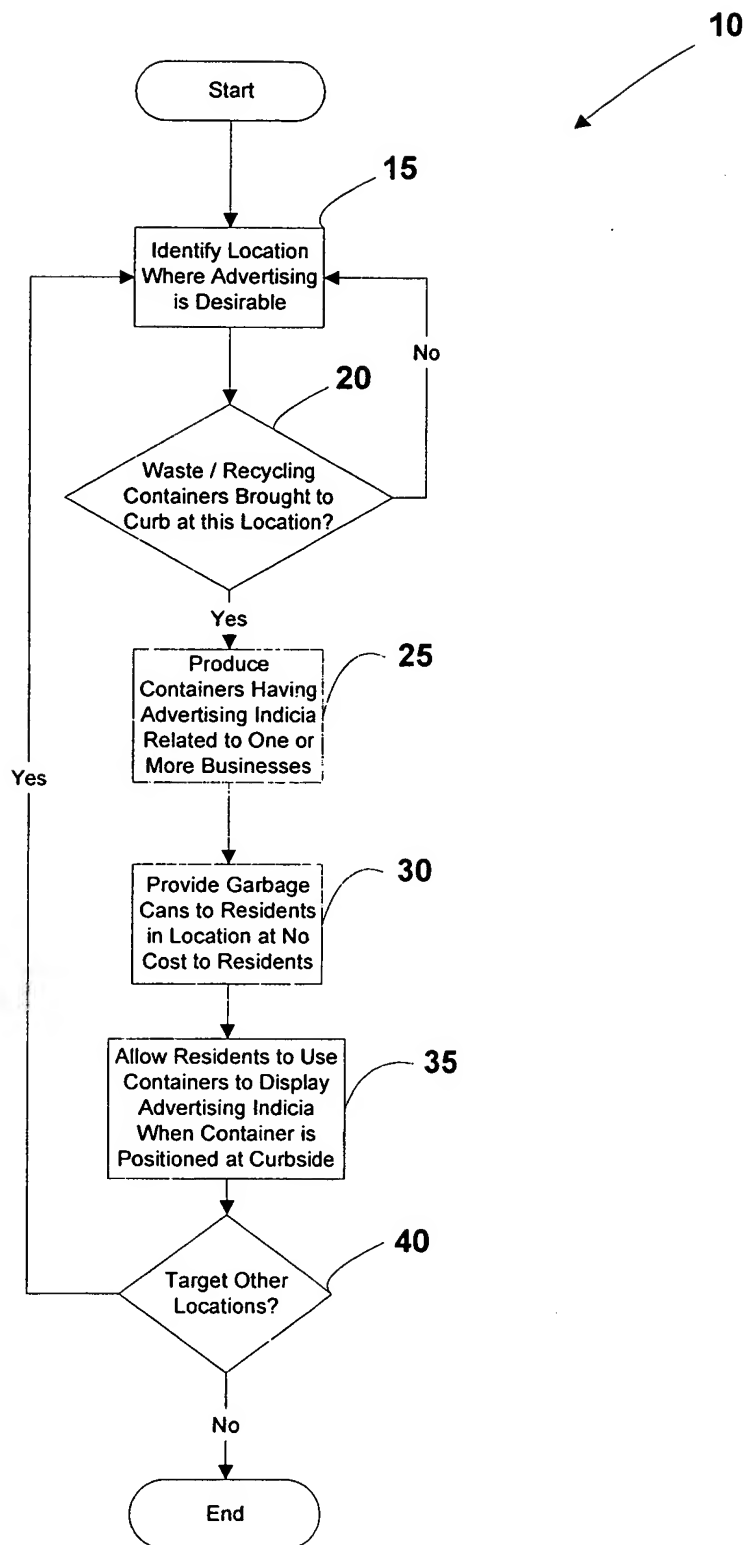 10
Start
15
Identify Location
Where Advertising
is Desirable
No
20
Waste / Recycling
Containers Brought to
Curb at this Location?
Yes
25
Produce
Containers Having
Advertising Indicia
Related to One or
More Businesses
Yes
30
Provide Garbage
Cans to Residents
in Location at No
Cost to Residents
35
Allow Residents to Use
Containers to Display
Advertising Indicia
When Container is
Positioned at Curbside
40
Target Other
Locations?
No
End